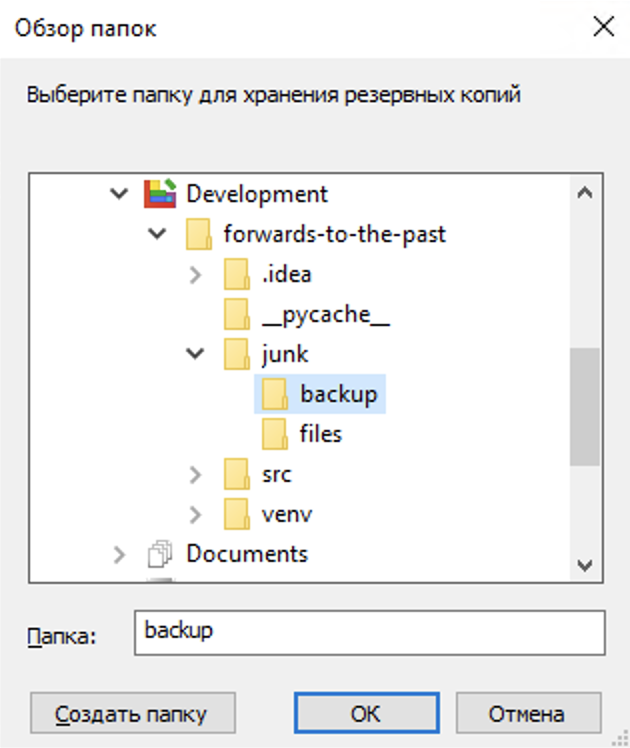 Обзор папок
Выберите папку для хранения резервных копий
Development
forwards-to-the-past
.idea
__pycache__
junk
backup
files
src
venv
Documents
Папка: backup
Создать папку ОК Отмена